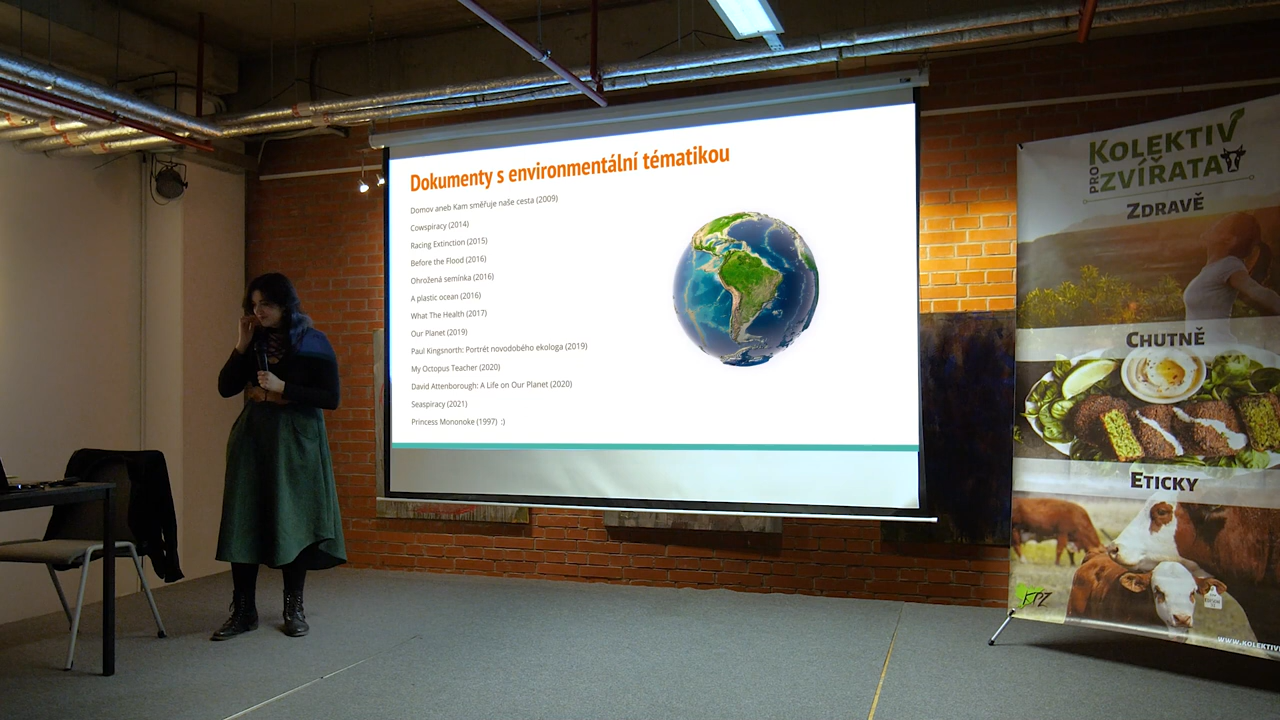 Dokumenty s environmentální tématikou
Domov aneb Kam směřuje naše cesta (2009)
Cowspiracy (2014)
Racing Extinction (2015)
Before the Flood (2016)
Ohrožená semínka (2016)
A plastic ocean (2016)
What The Health (2017)
Our Planet (2019)
Paul Kingsnorth: Portrét novodobého ekologa (2019)
My Octopus Teacher (2020)
David Attenborough: A Life on Our Planet (2020)
Seaspiracy (2021)
Princess Mononoke (1997) :)
KOLEKTIV
PRO
ZVÍŘATA
ZDRAVĚ
CHUTNĚ
ETICKY
KPZ
WWW.KOLEKTIV